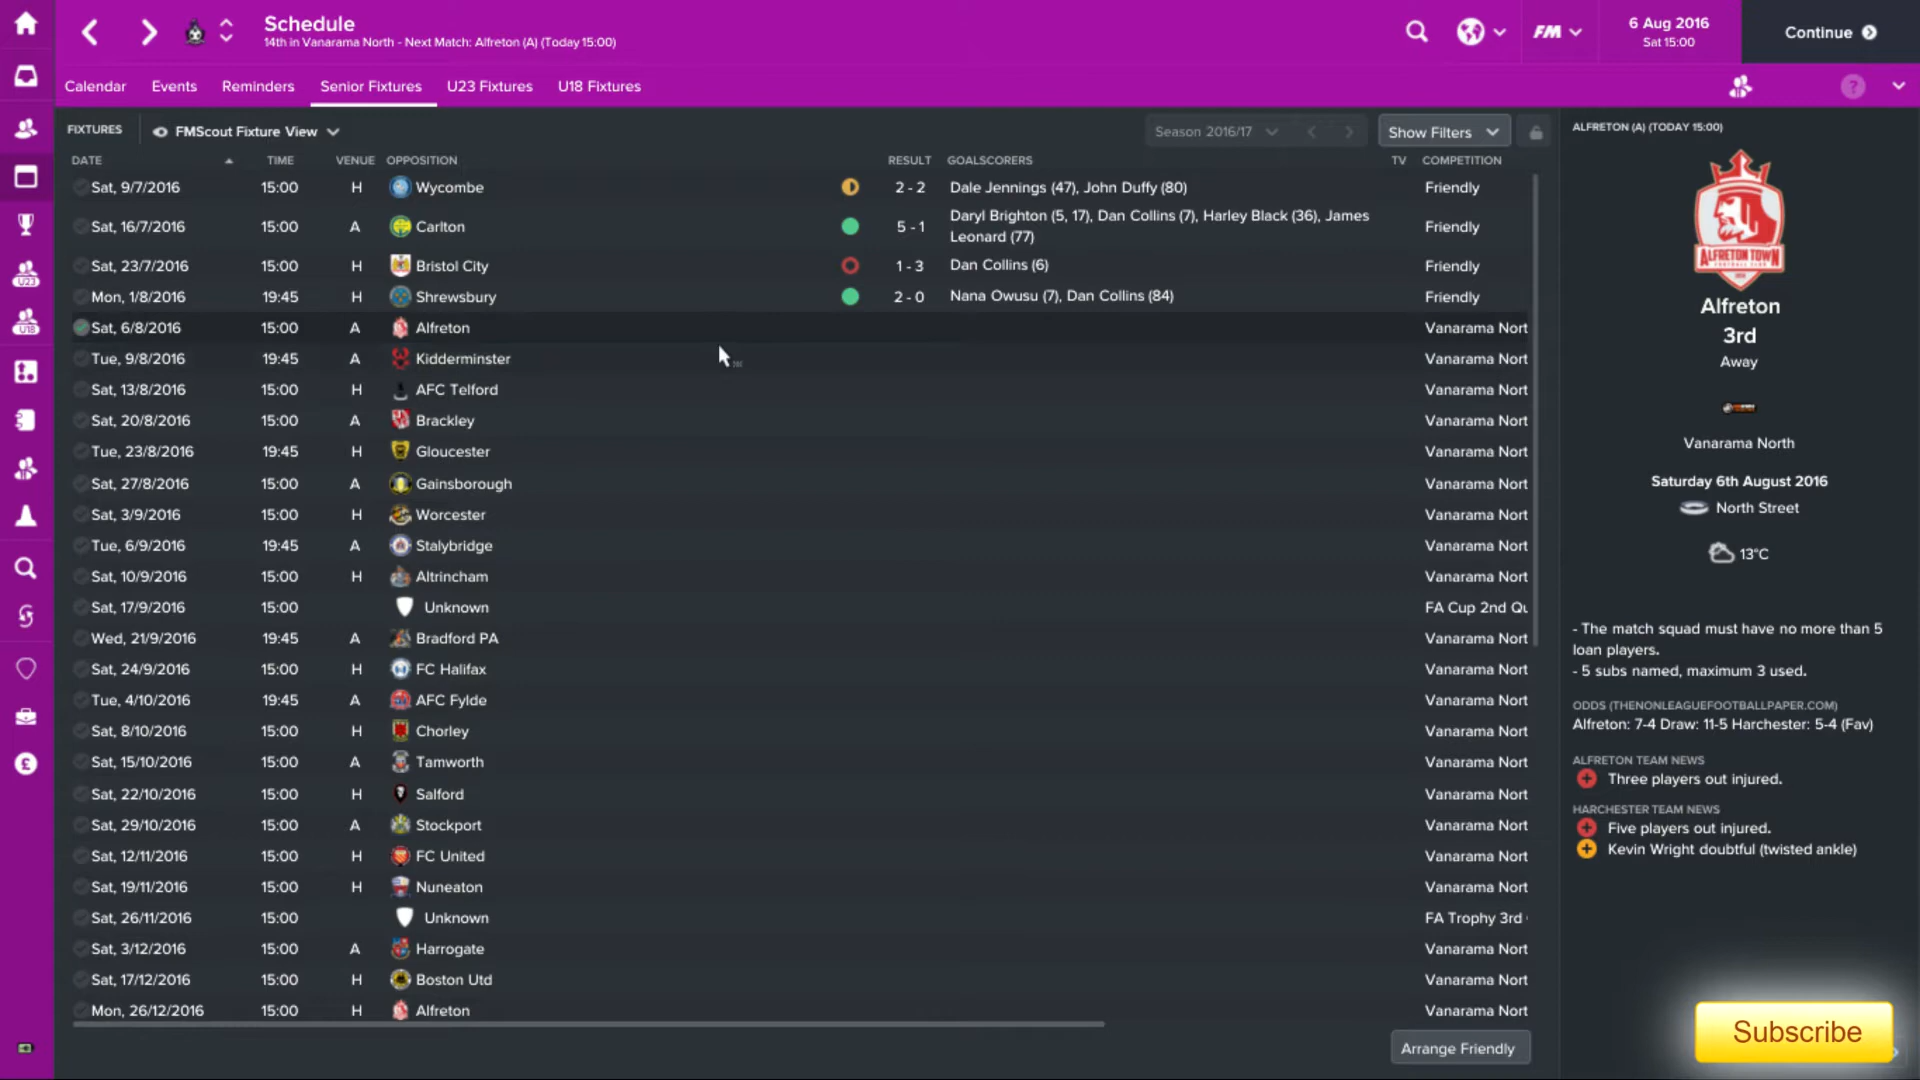 Schedule
14th in Vanarama North - Next Match: Alfreton (A) (Today 15:00)
FM
6 Aug 2016
Sat 15:00
Continue
Calendar Events Reminders Senior Fixtures U23 Fixtures U18 Fixtures
?
FIXTURES FMScout Fixture View Season 2016/17 Show Filters
DATE TIME VENUE OPPOSITION RESULT GOALSCORERS TV COMPETITION
Sat, 9/7/2016 15:00 H Wycombe 2 - 2 Dale Jennings (47), John Duffy (80) Friendly
Sat, 16/7/2016 15:00 A Carlton 5 - 1 Daryl Brighton (5, 17), Dan Collins (7), Harley Black (36), James Friendly
Leonard (77)
Sat, 23/7/2016 15:00 H Bristol City 1 - 3 Dan Collins (6) Friendly
Mon, 1/8/2016 19:45 H Shrewsbury 2 - 0 Nana Owusu (7), Dan Collins (84) Friendly
Sat, 6/8/2016 15:00 A Alfreton Vanarama Nort
Tue, 9/8/2016 19:45 A Kidderminster Vanarama Nort
Sat, 13/8/2016 15:00 H AFC Telford Vanarama Nort
Sat, 20/8/2016 15:00 A Brackley Vanarama Nort
Tue, 23/8/2016 19:45 H Gloucester Vanarama Nort
Sat, 27/8/2016 15:00 A Gainsborough Vanarama Nort
Sat, 3/9/2016 15:00 H Worcester Vanarama Nort
Tue, 6/9/2016 19:45 A Stalybridge Vanarama Nort
Sat, 10/9/2016 15:00 H Altrincham Vanarama Nort
Sat, 17/9/2016 15:00 Unknown FA Cup 2nd Qu
Wed, 21/9/2016 19:45 A Bradford PA Vanarama Nort
Sat, 24/9/2016 15:00 H FC Halifax Vanarama Nort
Tue, 4/10/2016 19:45 A AFC Fylde Vanarama Nort
Sat, 8/10/2016 15:00 H Chorley Vanarama Nort
Sat, 15/10/2016 15:00 A Tamworth Vanarama Nort
Sat, 22/10/2016 15:00 H Salford Vanarama Nort
Sat, 29/10/2016 15:00 A Stockport Vanarama Nort
Sat, 12/11/2016 15:00 H FC United Vanarama Nort
Sat, 19/11/2016 15:00 H Nuneaton Vanarama Nort
Sat, 26/11/2016 15:00 Unknown FA Trophy 3rd
Sat, 3/12/2016 15:00 A Harrogate Vanarama Nort
Sat, 17/12/2016 15:00 H Boston Utd Vanarama Nort
Mon, 26/12/2016 15:00 H Alfreton Vanarama Nort
Arrange Friendly
U23
U18
£
ALFRETON (A) (TODAY 15:00)
ALFRETON TOWN
Alfreton
3rd
Away
Vanarama North
Saturday 6th August 2016
North Street
13°C
- The match squad must have no more than 5
loan players.
- 5 subs named, maximum 3 used.
ODDS (THENONLEAGUEFOOTBALLPAPER.COM)
Alfreton: 7-4 Draw: 11-5 Harchester: 5-4 (Fav)
ALFRETON TEAM NEWS
Three players out injured.
HARCHESTER TEAM NEWS
Five players out injured.
Kevin Wright doubtful (twisted ankle)
Subscribe